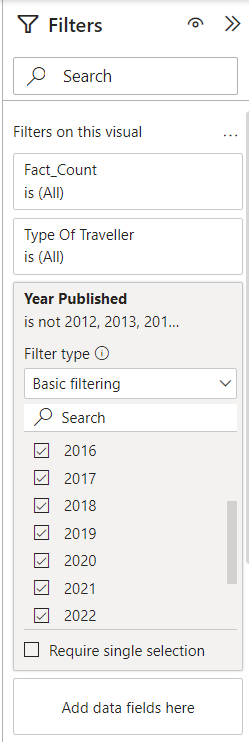 Filters
Search
Filters on this visual ...
Fact_Count
is (All)
Type Of Traveller
is (All)
Year Published
is not 2012, 2013, 201...
Filter type
Basic filtering
Search
2016
2017
2018
2019
2020
2021
2022
Require single selection
Add data fields here